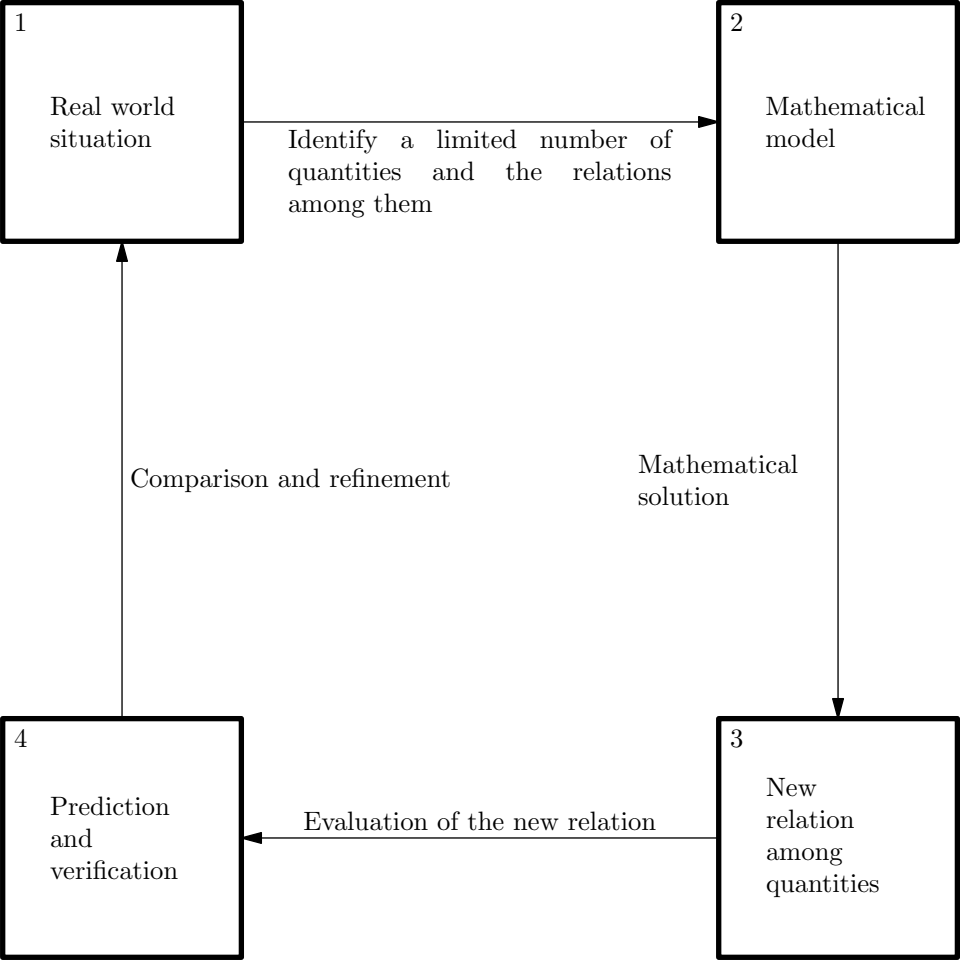 1
Real world
situation
Identify a limited number of
quantities and the relations
among them
2
Mathematical
model
Mathematical
solution
3
New
relation
among
quantities
Evaluation of the new relation
4
Prediction
and
verification
Comparison and refinement